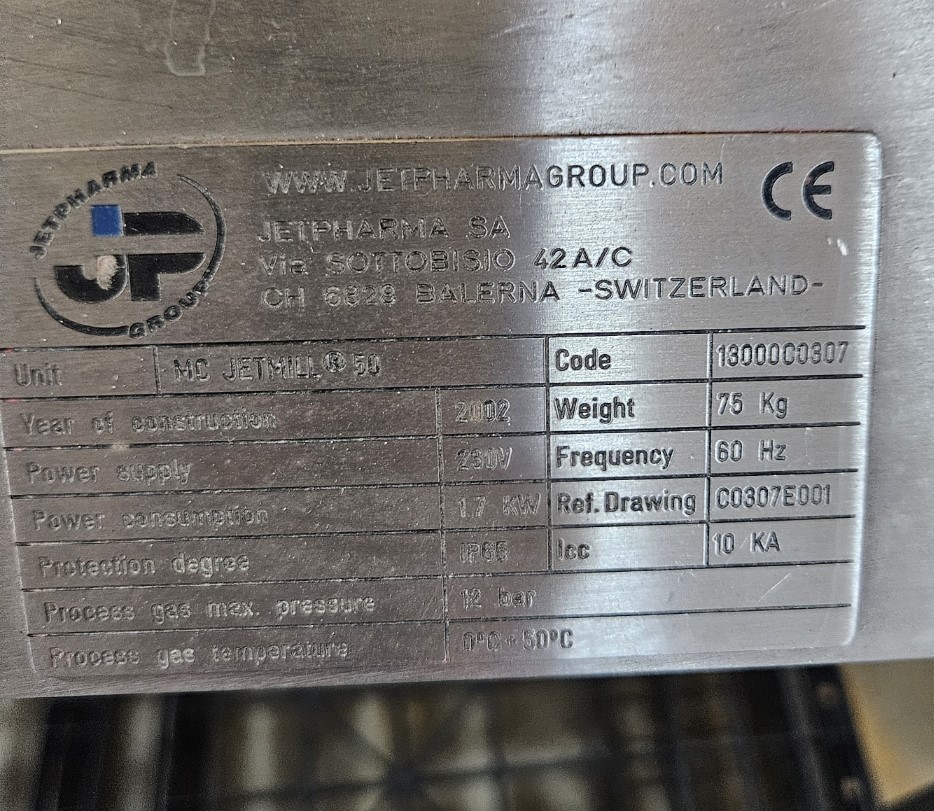 JETPHARMA
JP
GROUP
WWW.JETPHARMAGROUP.COM
CE
JETPHARMA SA
Via SOTTOBISIO 42A/C
CH 6828 BALERNA -SWITZERLAND-
Unit MC JETMILL® 50 Code 13000C0307
Year of construction 2002 Weight 75 Kg
Power supply 230V Frequency 60 Hz
Power consumption 1.7 KW Ref. Drawing C0307E001
Protection degree IP65 Icc 10 KA
Process gas max. pressure 12 bar
Process gas temperature 0°C ÷ 50°C